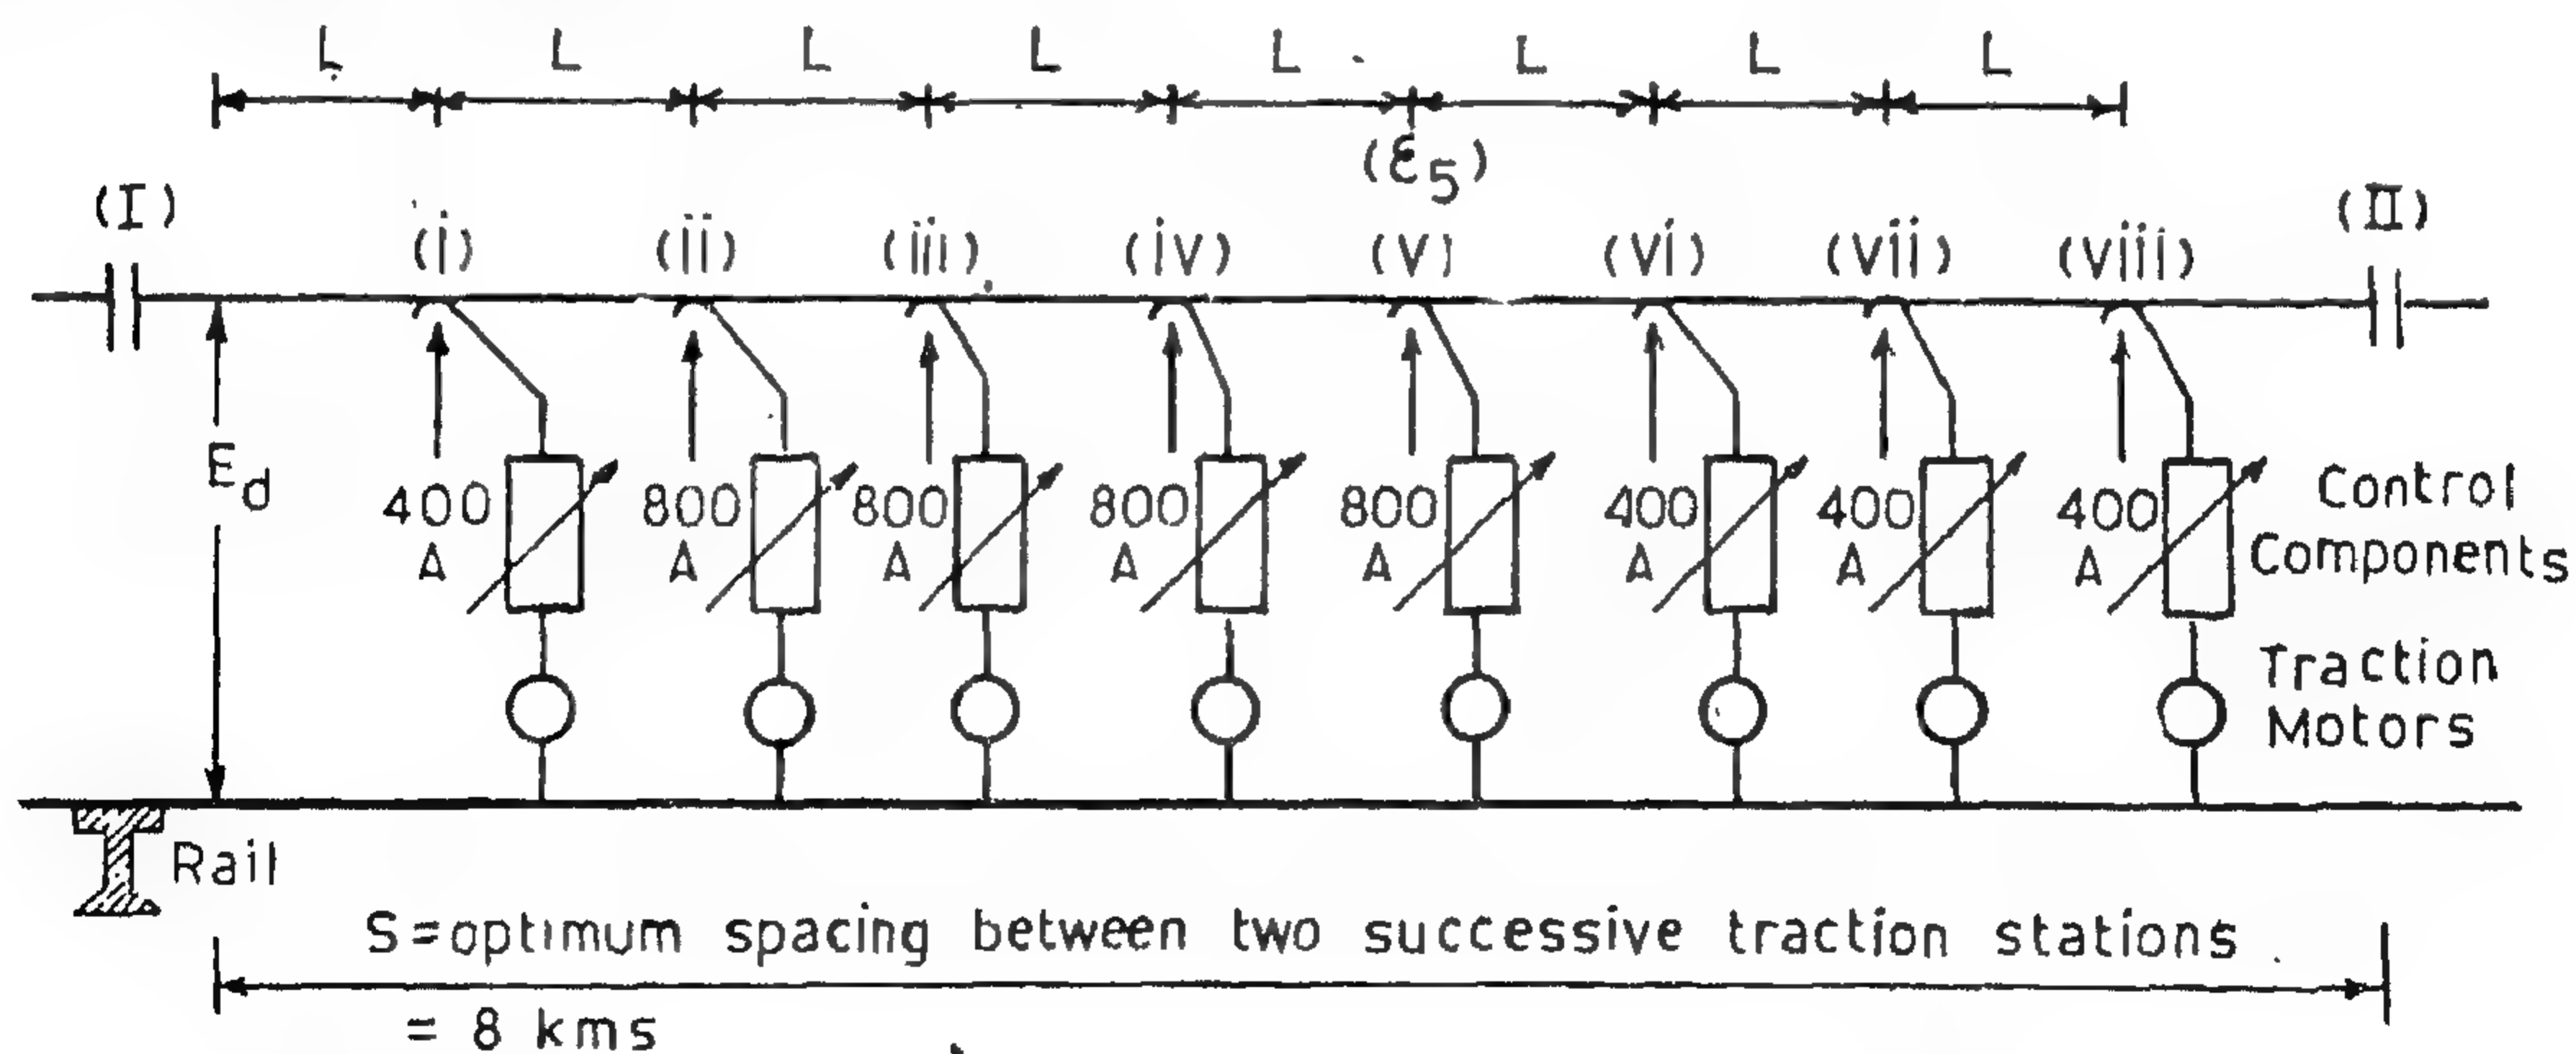 L L L L L L L L
(ℰ5)
(I) (i) (ii) (iii) (iv) (v) (vi) (vii) (viii) (II)
Ed
400 A 800 A 800 A 800 A 800 A 400 A 400 A 400 A
Control
Components
Traction
Motors
Rail
S=optimum spacing between two successive traction stations
= 8 kms